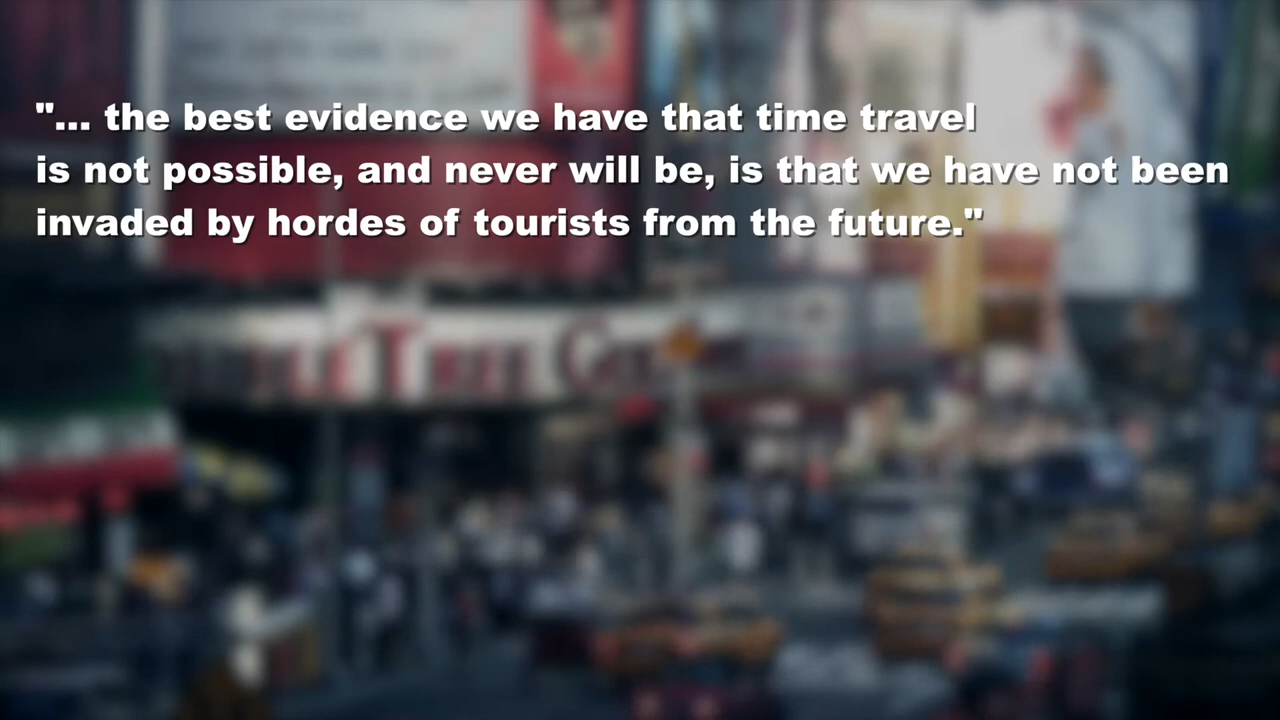 "... the best evidence we have that time travel
is not possible, and never will be, is that we have not been
invaded by hordes of tourists from the future."